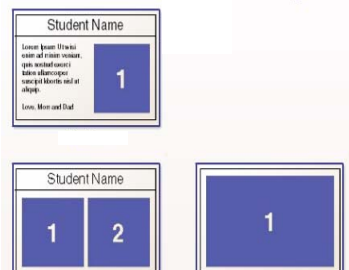 Student Name
Lorem Ipsum Ut wisi
enim ad minim veniam,
quis nostrud exerci
tation ullamcorper
suscipit lobortis nisl ut
aliquip.
Love, Mom and Dad
1
Student Name
1 2
1